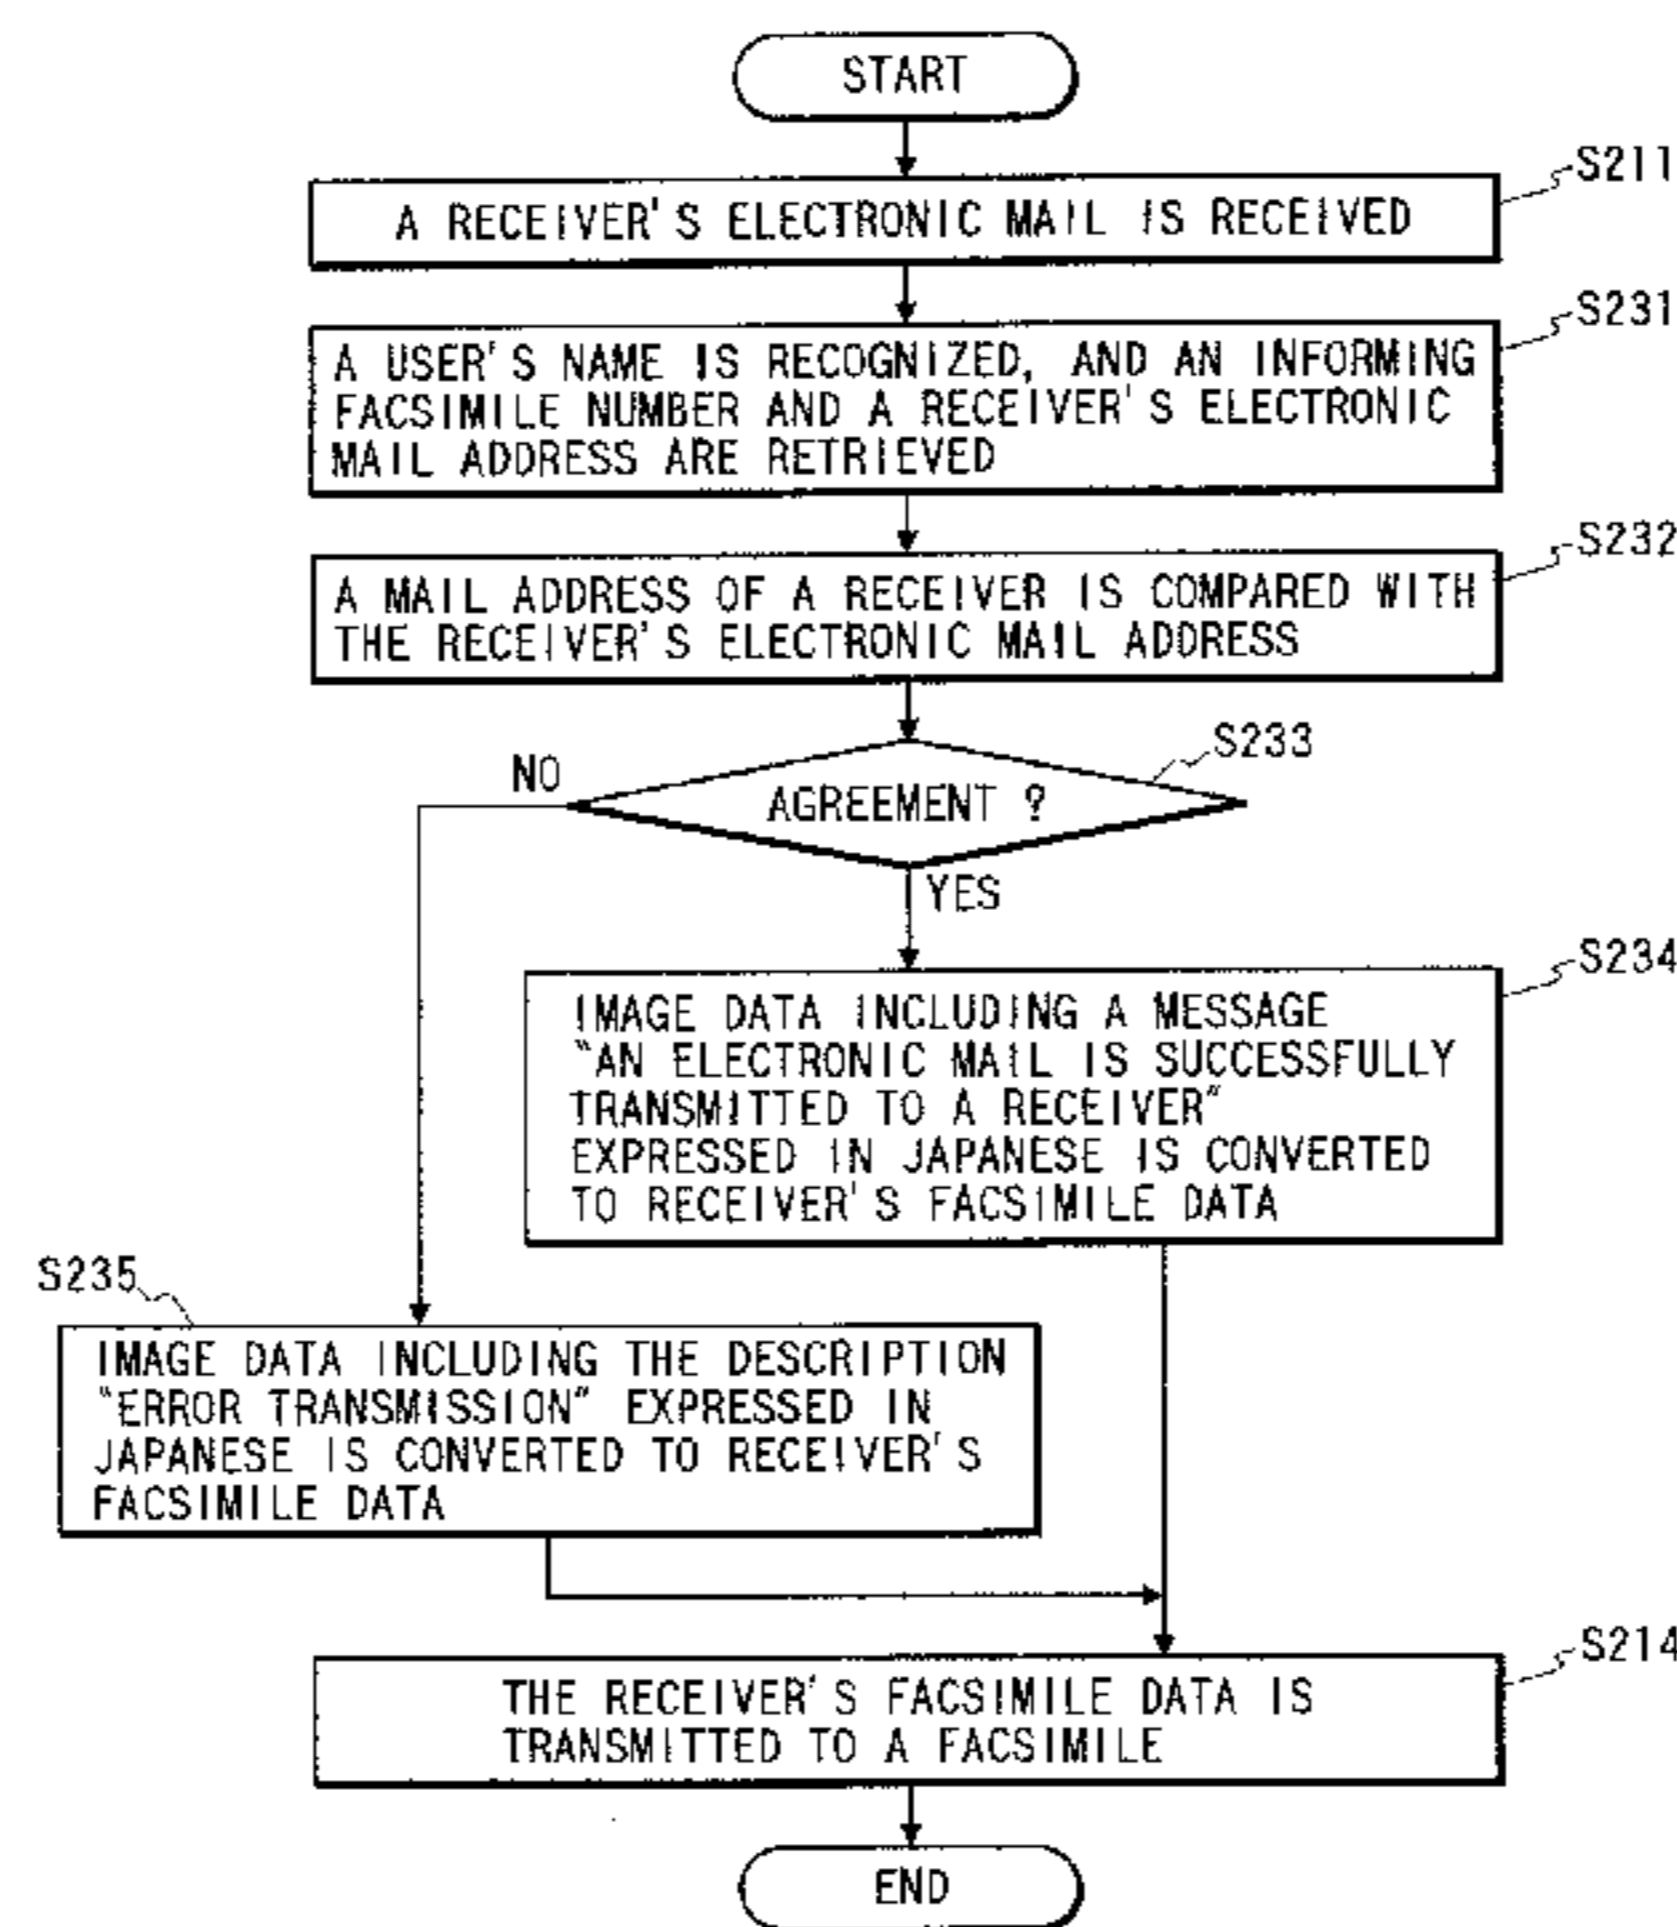 START
S211
A RECEIVER'S ELECTRONIC MAIL IS RECEIVED
S231
A USER'S NAME IS RECOGNIZED, AND AN INFORMING
FACSIMILE NUMBER AND A RECEIVER'S ELECTRONIC
MAIL ADDRESS ARE RETRIEVED
S232
A MAIL ADDRESS OF A RECEIVER IS COMPARED WITH
THE RECEIVER'S ELECTRONIC MAIL ADDRESS
S233
NO
AGREEMENT ?
YES
S234
IMAGE DATA INCLUDING A MESSAGE
"AN ELECTRONIC MAIL IS SUCCESSFULLY
TRANSMITTED TO A RECEIVER"
EXPRESSED IN JAPANESE IS CONVERTED
TO RECEIVER'S FACSIMILE DATA
S235
IMAGE DATA INCLUDING THE DESCRIPTION
"ERROR TRANSMISSION" EXPRESSED IN
JAPANESE IS CONVERTED TO RECEIVER'S
FACSIMILE DATA
S214
THE RECEIVER'S FACSIMILE DATA IS
TRANSMITTED TO A FACSIMILE
END